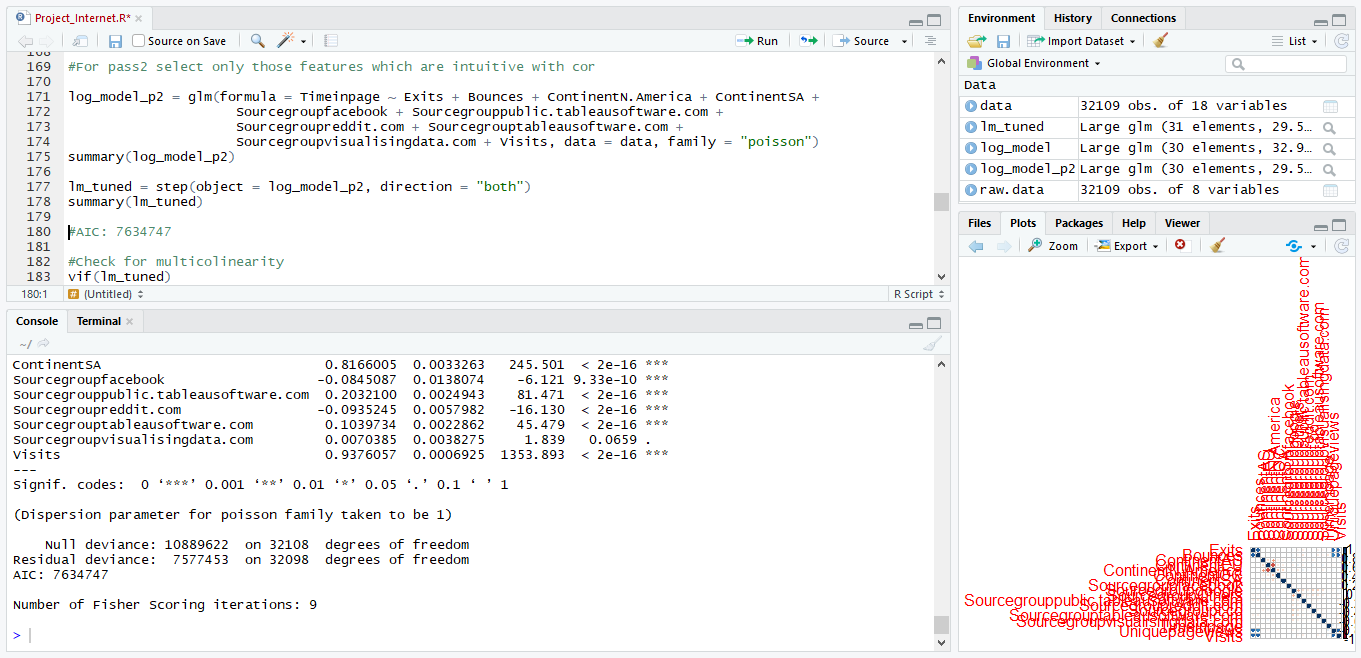 Project_Internet.R*
Source on Save
Run
Source
168
169 #For pass2 select only those features which are intuitive with cor
170
171 log_model_p2 = glm(formula = Timeinpage ~ Exits + Bounces + ContinentN.America + ContinentSA +
172 Sourcegroupfacebook + Sourcegrouppublic.tableausoftware.com +
173 Sourcegroupreddit.com + Sourcegrouptableausoftware.com +
174 Sourcegroupvisualisingdata.com + Visits, data = data, family = "poisson")
175 summary(log_model_p2)
176
177 lm_tuned = step(object = log_model_p2, direction = "both")
178 summary(lm_tuned)
179
180 #AIC: 7634747
181
182 #Check for multicolinearity
183 vif(lm_tuned)
180:1 (Untitled) R Script
Console Terminal
~/
ContinentSA 0.8166005 0.0033263 245.501 < 2e-16 ***
Sourcegroupfacebook -0.0845087 0.0138074 -6.121 9.33e-10 ***
Sourcegrouppublic.tableausoftware.com 0.2032100 0.0024943 81.471 < 2e-16 ***
Sourcegroupreddit.com -0.0935245 0.0057982 -16.130 < 2e-16 ***
Sourcegrouptableausoftware.com 0.1039734 0.0022862 45.479 < 2e-16 ***
Sourcegroupvisualisingdata.com 0.0070385 0.0038275 1.839 0.0659 .
Visits 0.9376057 0.0006925 1353.893 < 2e-16 ***
---
Signif. codes: 0 ‘***’ 0.001 ‘**’ 0.01 ‘*’ 0.05 ‘.’ 0.1 ‘ ’ 1
(Dispersion parameter for poisson family taken to be 1)
Null deviance: 10889622 on 32108 degrees of freedom
Residual deviance: 7577453 on 32098 degrees of freedom
AIC: 7634747
Number of Fisher Scoring iterations: 9
>
Environment History Connections
Import Dataset List
Global Environment
Data
data 32109 obs. of 18 variables
lm_tuned Large glm (31 elements, 29.5…
log_model Large glm (30 elements, 32.9…
log_model_p2 Large glm (30 elements, 29.5…
raw.data 32109 obs. of 8 variables
Files Plots Packages Help Viewer
Zoom Export
Exits
Bounces
Uniquepageviews
Visits